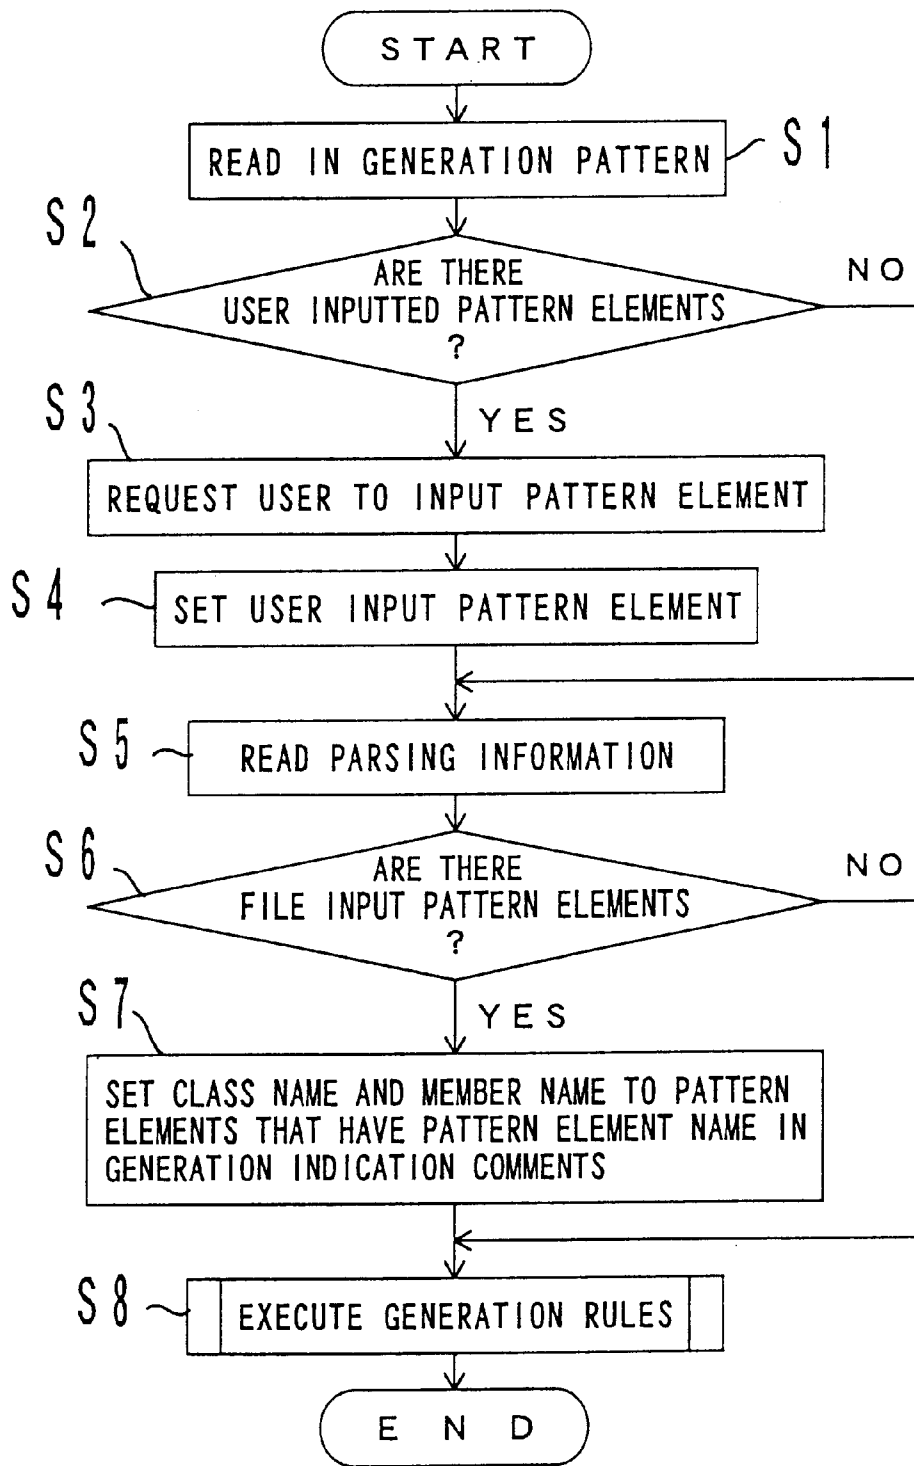 START
READ IN GENERATION PATTERN
S1
S2
ARE THERE
USER INPUTTED PATTERN ELEMENTS
?
NO
YES
S3
REQUEST USER TO INPUT PATTERN ELEMENT
S4
SET USER INPUT PATTERN ELEMENT
S5
READ PARSING INFORMATION
S6
ARE THERE
FILE INPUT PATTERN ELEMENTS
?
NO
YES
S7
SET CLASS NAME AND MEMBER NAME TO PATTERN
ELEMENTS THAT HAVE PATTERN ELEMENT NAME IN
GENERATION INDICATION COMMENTS
S8
EXECUTE GENERATION RULES
END